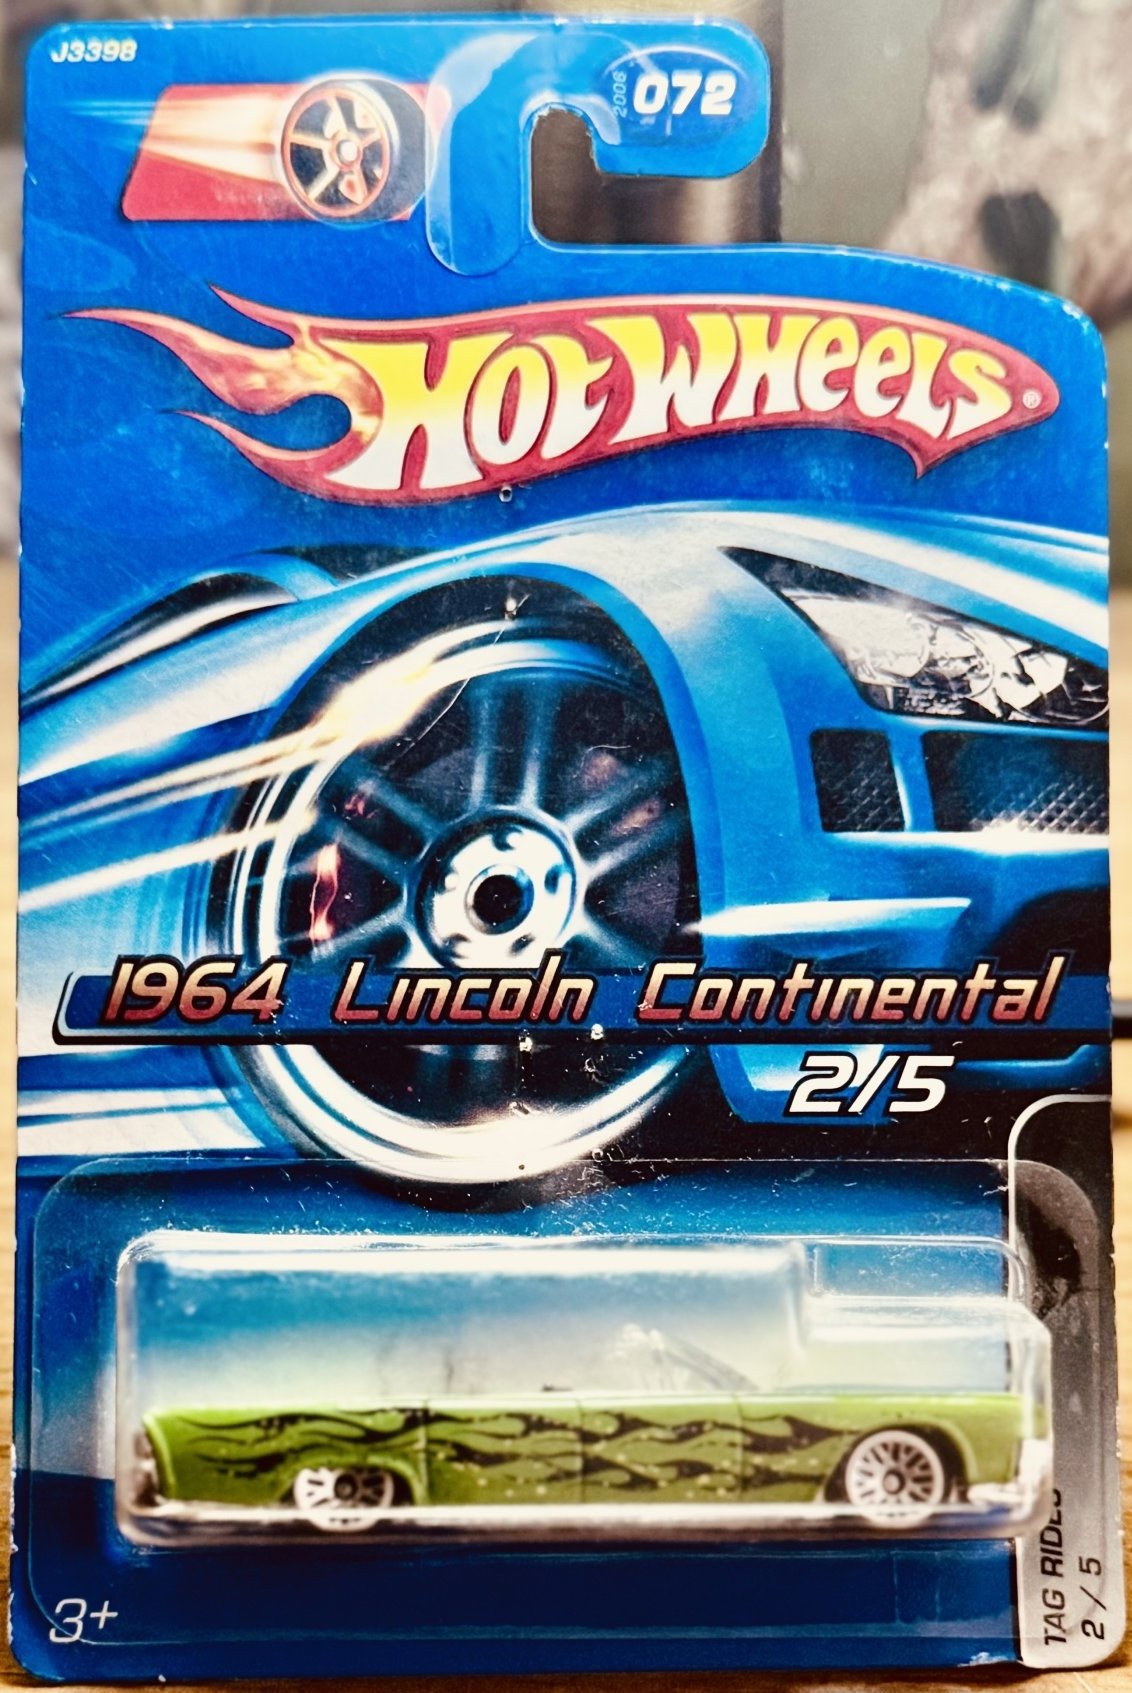 J3398
2006 072
Hot Wheels®
1964 Lincoln Continental
2/5
3+
TAG RIDES
2/5